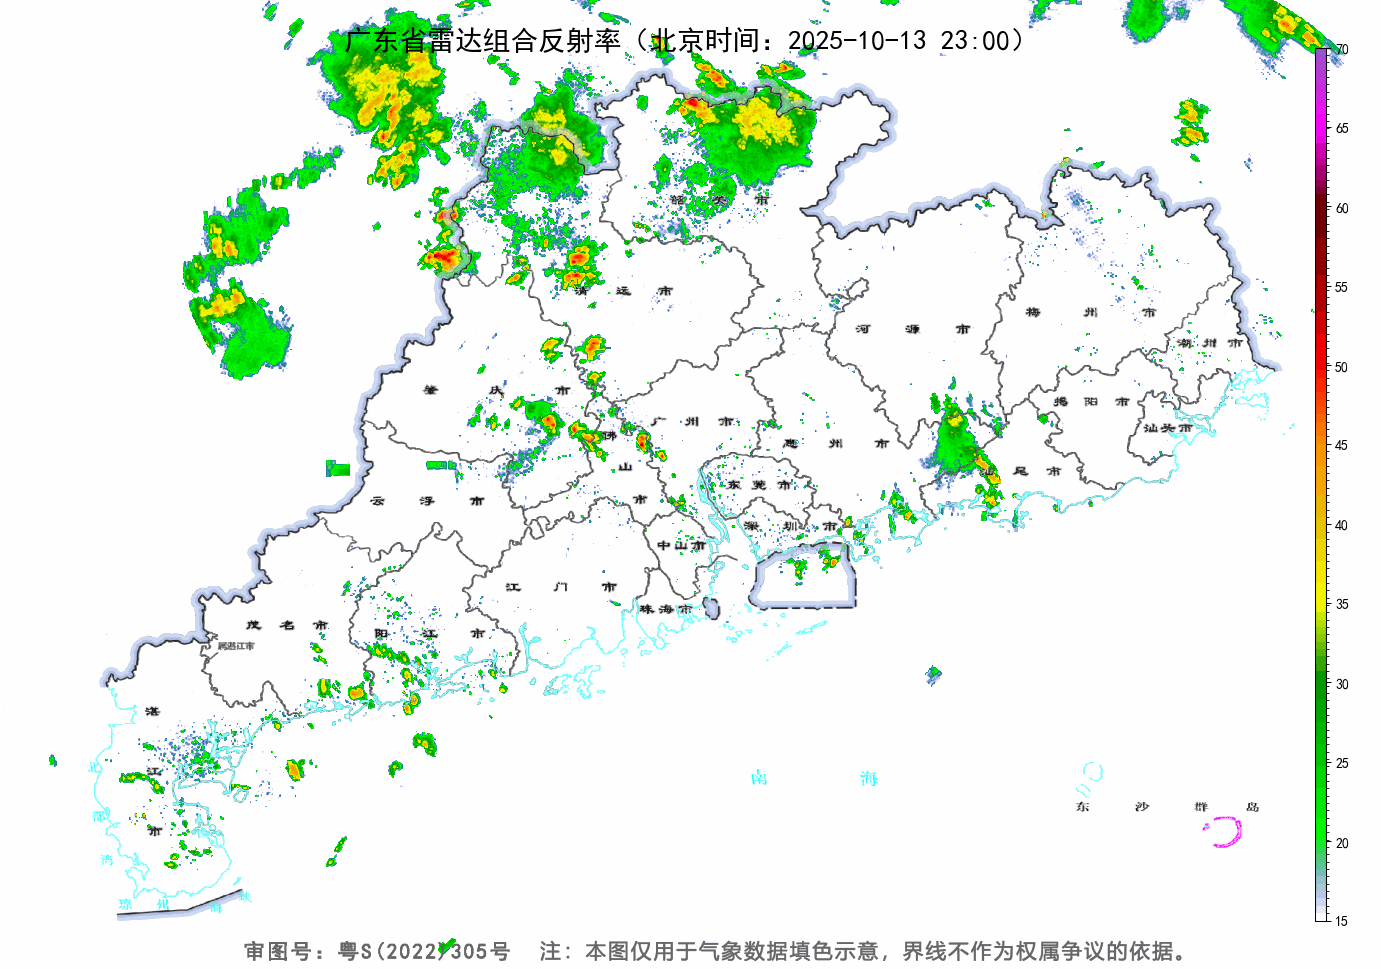 广东省雷达组合反射率（北京时间：2025-10-13 23:00）
70
65
60
55
50
45
40
35
30
25
20
15
韶关市
清远市
河源市
梅州市
潮州市
肇庆市
广州市
佛山市
惠州市
揭阳市
汕头市
云浮市
东莞市
汕尾市
深圳市
中山市
江门市
珠海市
茂名市
阳江市
属湛江市
湛江市
北部湾
南海
东沙群岛
琼州海峡
审图号：粤S(2022)305号 注：本图仅用于气象数据填色示意，界线不作为权属争议的依据。